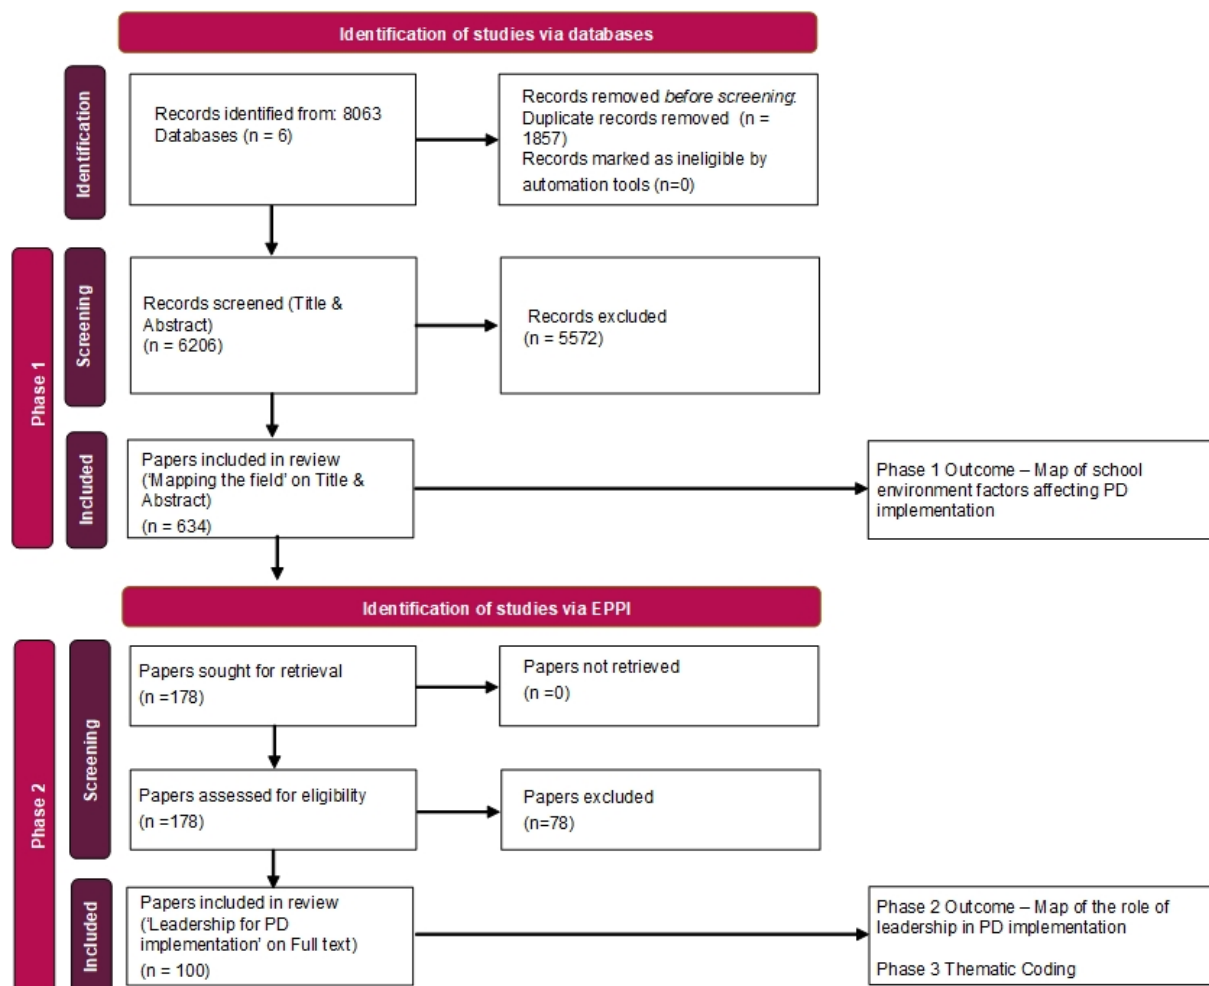 Identification of studies via databases
Identification
Records identified from: 8063
Databases (n = 6)
Records removed before screening:
Duplicate records removed (n =
1857)
Records marked as ineligible by
automation tools (n=0)
Phase 1
Screening
Records screened (Title &
Abstract)
(n = 6206)
Records excluded
(n = 5572)
Included
Papers included in review
(‘Mapping the field’ on Title &
Abstract)
(n = 634)
Phase 1 Outcome – Map of school
environment factors affecting PD
implementation
Identification of studies via EPPI
Phase 2
Screening
Papers sought for retrieval
(n =178)
Papers not retrieved
(n =0)
Papers assessed for eligibility
(n =178)
Papers excluded
(n=78)
Included
Papers included in review
(‘Leadership for PD
implementation’ on Full text)
(n = 100)
Phase 2 Outcome – Map of the role of
leadership in PD implementation
Phase 3 Thematic Coding